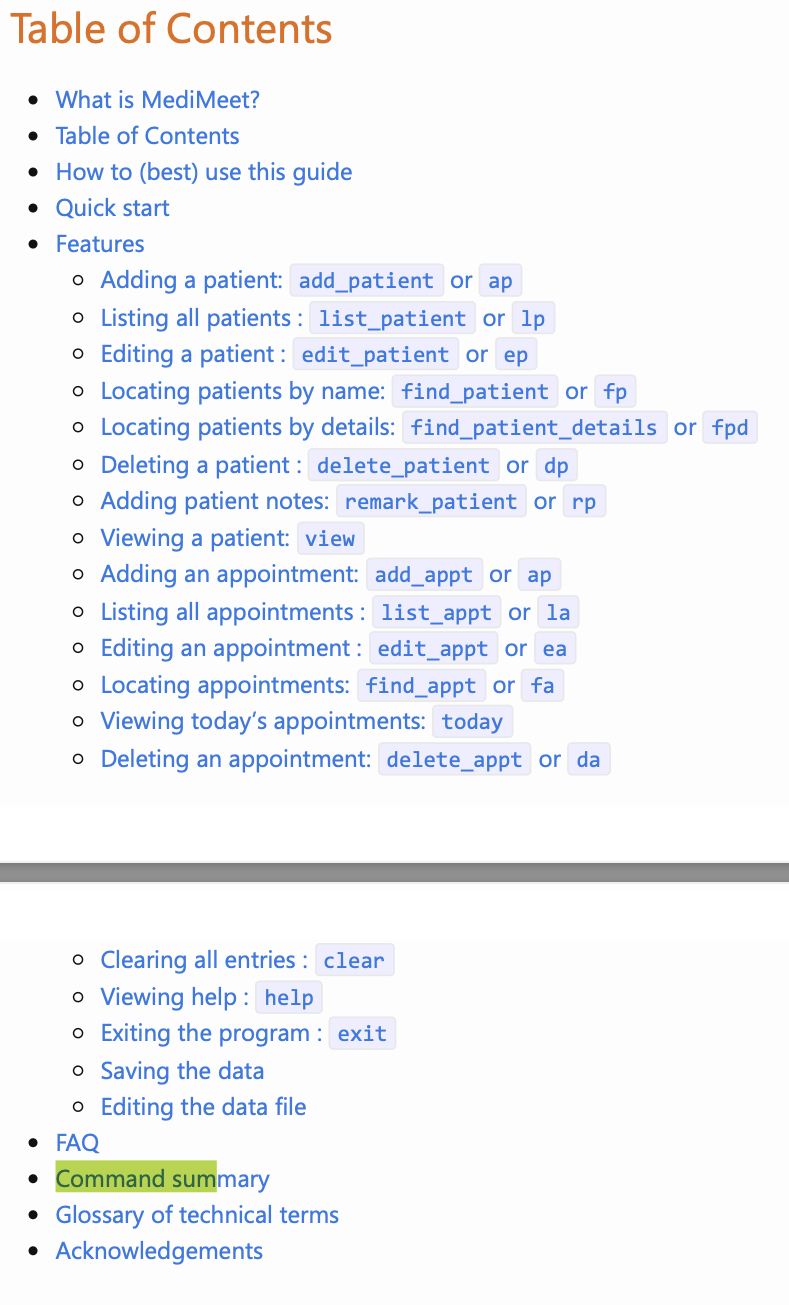 Table of Contents
What is MediMeet?
Table of Contents
How to (best) use this guide
Quick start
Features
Adding a patient: add_patient or ap
Listing all patients : list_patient or lp
Editing a patient : edit_patient or ep
Locating patients by name: find_patient or fp
Locating patients by details: find_patient_details or fpd
Deleting a patient : delete_patient or dp
Adding patient notes: remark_patient or rp
Viewing a patient: view
Adding an appointment: add_appt or ap
Listing all appointments : list_appt or la
Editing an appointment : edit_appt or ea
Locating appointments: find_appt or fa
Viewing today‘s appointments: today
Deleting an appointment: delete_appt or da
Clearing all entries : clear
Viewing help : help
Exiting the program : exit
Saving the data
Editing the data file
FAQ
Command summary
Glossary of technical terms
Acknowledgements